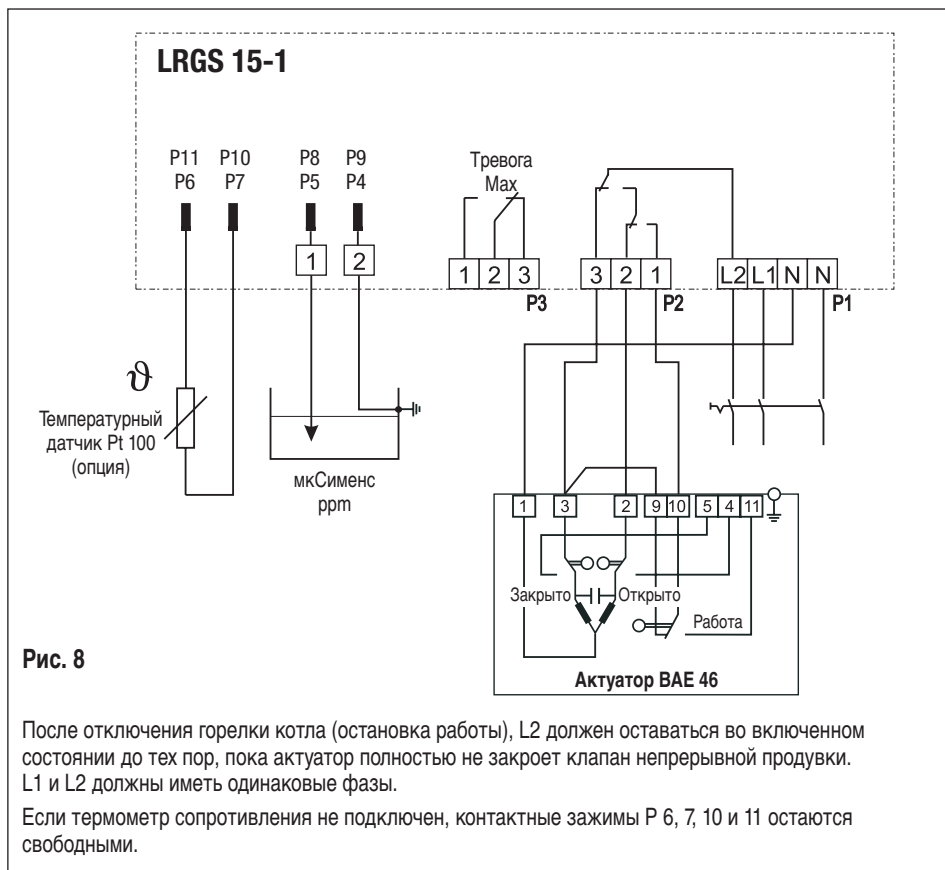 LRGS 15-1
P11 P10 P8 P9
P6 P7 P5 P4
Тревога
Max
1 2
1 2 3
3 2 1
L2 L1 N N
P3
P2
P1
ϑ
Температурный
датчик Pt 100
(опция)
мкСименс
ppm
1 3 2 9 10 5 4 11
Закрыто
Открыто
Работа
Актуатор BAE 46
Рис. 8
После отключения горелки котла (остановка работы), L2 должен оставаться во включенном
состоянии до тех пор, пока актуатор полностью не закроет клапан непрерывной продувки.
L1 и L2 должны иметь одинаковые фазы.
Если термометр сопротивления не подключен, контактные зажимы P 6, 7, 10 и 11 остаются
свободными.